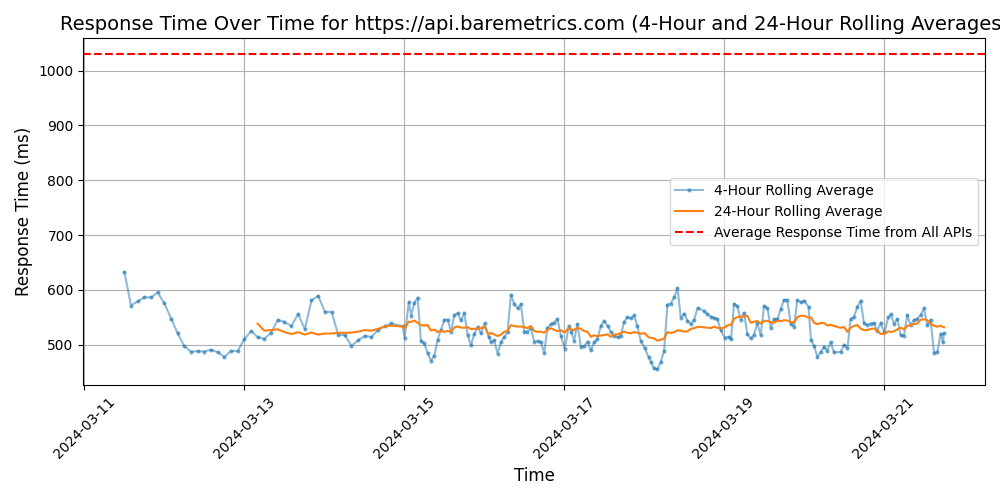 Response Time Over Time for https://api.baremetrics.com (4-Hour and 24-Hour Rolling Averages
Response Time (ms)
1000
900
800
700
600
500
4-Hour Rolling Average
24-Hour Rolling Average
Average Response Time from All APIs
2024-03-11
2024-03-13
2024-03-15
2024-03-17
2024-03-19
2024-03-21
Time